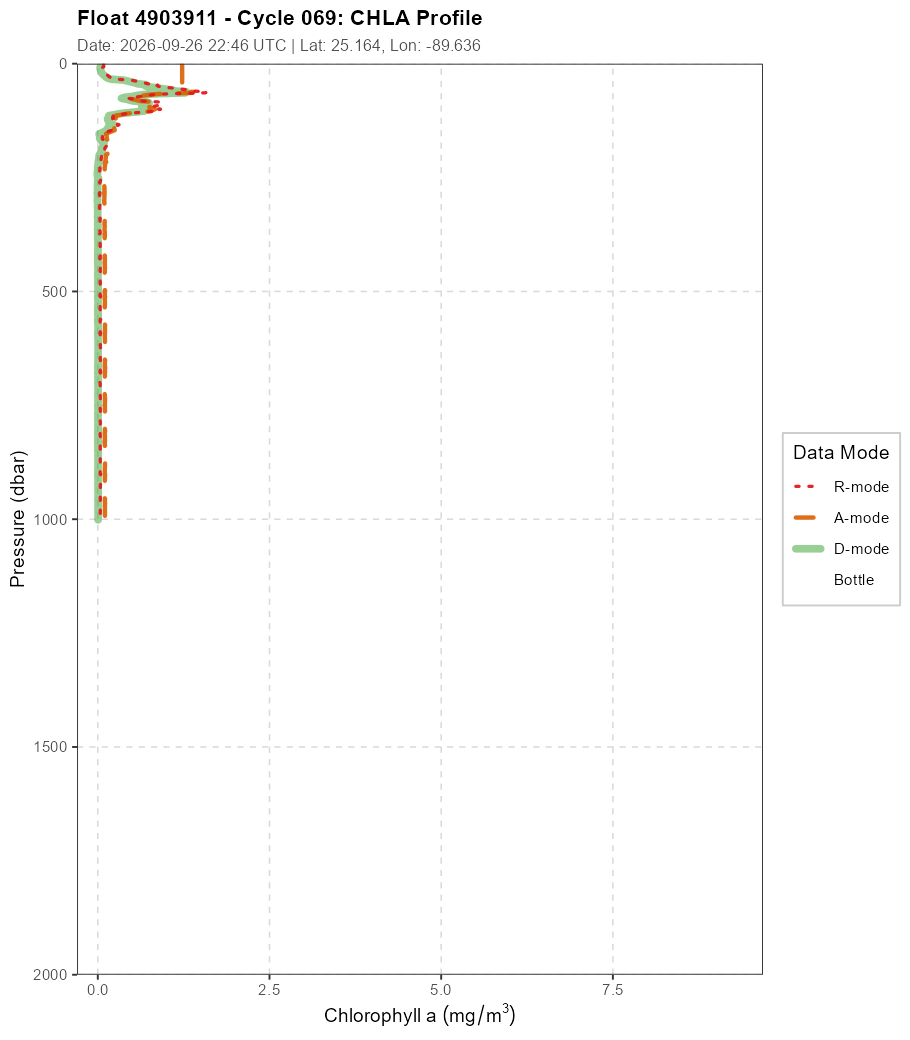 Float 4903911 - Cycle 069: CHLA Profile
Date: 2026-09-26 22:46 UTC | Lat: 25.164, Lon: -89.636
0
500
1000
1500
2000
Pressure (dbar)
0.0 2.5 5.0 7.5
Chlorophyll a (mg/m³)
Data Mode
R-mode
A-mode
D-mode
Bottle